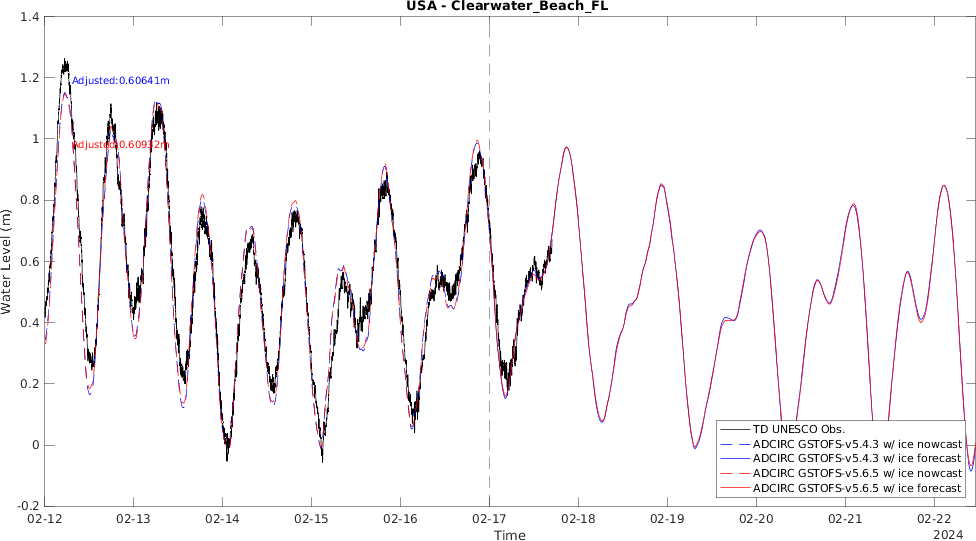 USA - Clearwater_Beach_FL
1.4
1.2
1
0.8
0.6
0.4
0.2
0
-0.2
Water Level (m)
Adjusted:0.60641m
Adjusted:0.60932m
TD UNESCO Obs.
ADCIRC GSTOFS-v5.4.3 w/ ice nowcast
ADCIRC GSTOFS-v5.4.3 w/ ice forecast
ADCIRC GSTOFS-v5.6.5 w/ ice nowcast
ADCIRC GSTOFS-v5.6.5 w/ ice forecast
02-12 02-13 02-14 02-15 02-16 02-17 02-18 02-19 02-20 02-21 02-22
Time
2024